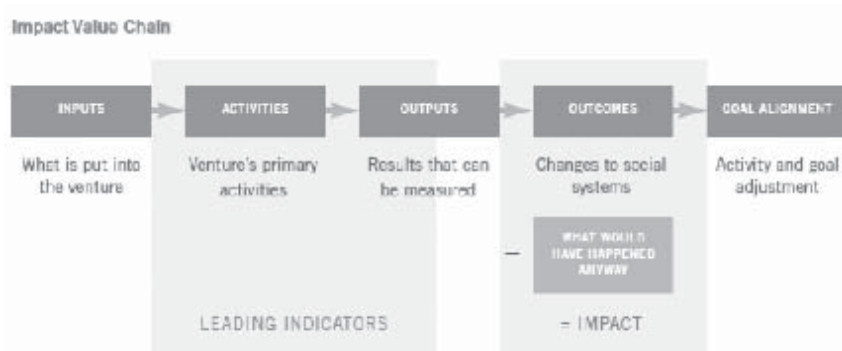 Impact Value Chain
INPUTS
ACTIVITIES
OUTPUTS
OUTCOMES
GOAL ALIGNMENT
What is put into
the venture
Venture's primary
activities
Results that can
be measured
Changes to social
systems
Activity and goal
adjustment
–
WHAT WOULD
HAVE HAPPENED
ANYWAY
LEADING INDICATORS
= IMPACT